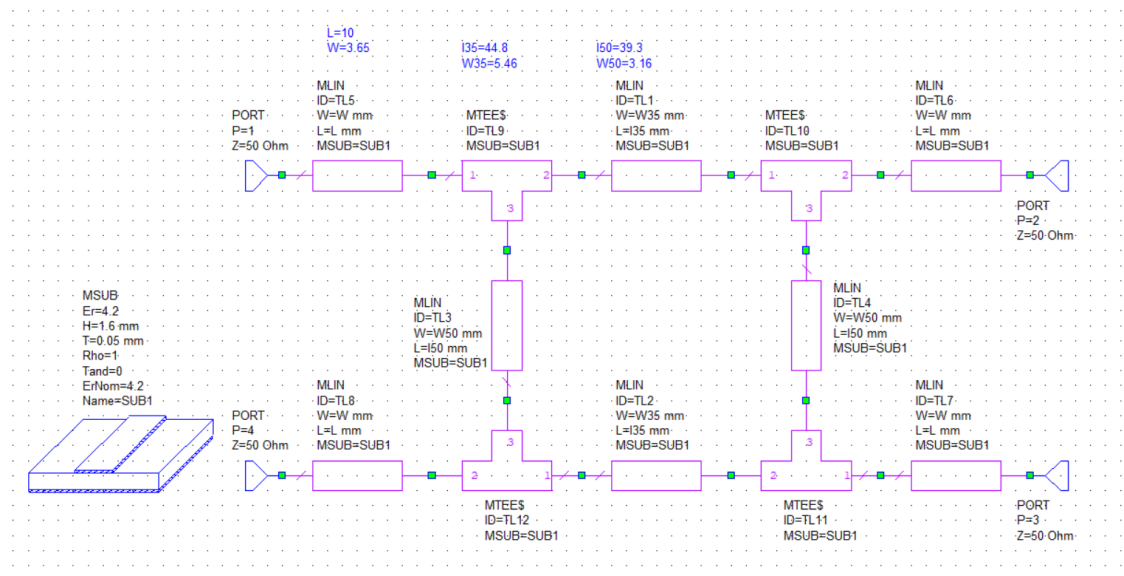 L=10
W=3.65
l35=44.8
W35=5.46
l50=39.3
W50=3.16
MLIN
ID=TL5
W=W mm
L=L mm
MSUB=SUB1
PORT
P=1
Z=50 Ohm
MTEE$
ID=TL9
MSUB=SUB1
1
2
3
MLIN
ID=TL1
W=W35 mm
L=l35 mm
MSUB=SUB1
MTEE$
ID=TL10
MSUB=SUB1
1
2
3
MLIN
ID=TL6
W=W mm
L=L mm
MSUB=SUB1
PORT
P=2
Z=50 Ohm
MSUB
Er=4.2
H=1.6 mm
T=0.05 mm
Rho=1
Tand=0
ErNom=4.2
Name=SUB1
MLIN
ID=TL3
W=W50 mm
L=l50 mm
MSUB=SUB1
MLIN
ID=TL4
W=W50 mm
L=l50 mm
MSUB=SUB1
PORT
P=4
Z=50 Ohm
MLIN
ID=TL8
W=W mm
L=L mm
MSUB=SUB1
3
2
1
MTEE$
ID=TL12
MSUB=SUB1
MLIN
ID=TL2
W=W35 mm
L=l35 mm
MSUB=SUB1
3
2
1
MTEE$
ID=TL11
MSUB=SUB1
MLIN
ID=TL7
W=W mm
L=L mm
MSUB=SUB1
PORT
P=3
Z=50 Ohm